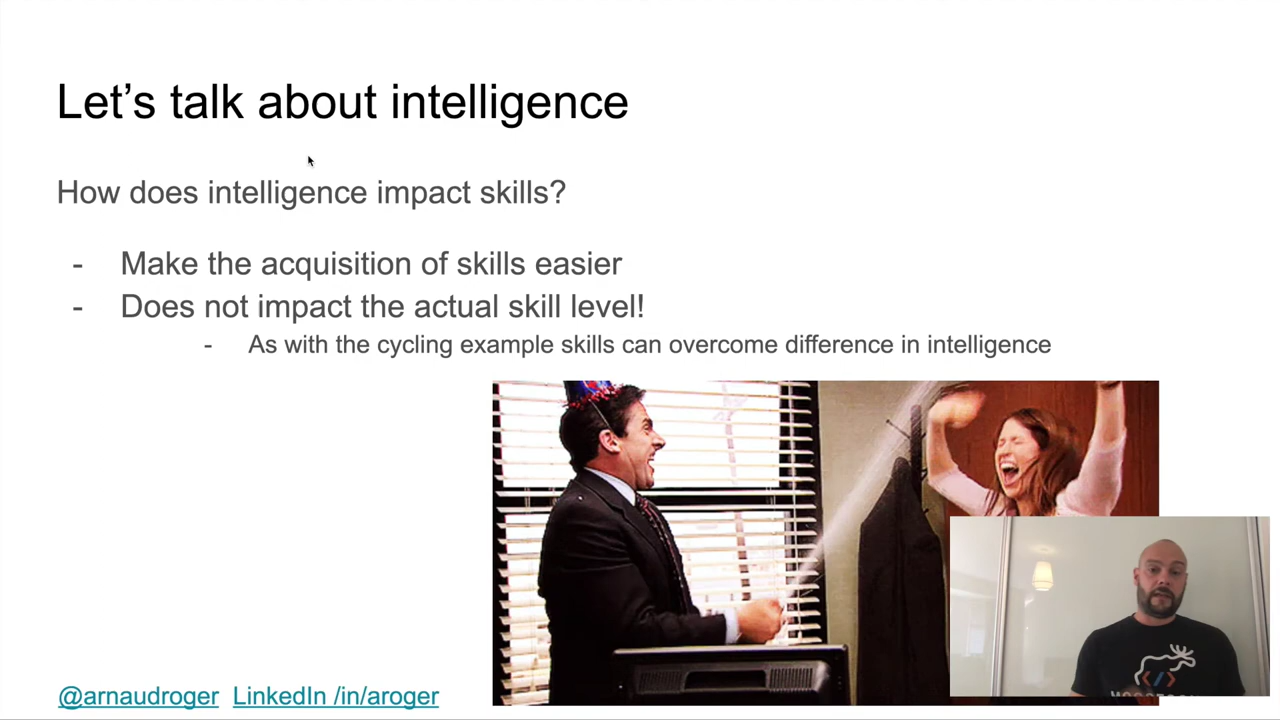 Let's talk about intelligence
How does intelligence impact skills?
- Make the acquisition of skills easier
- Does not impact the actual skill level!
- As with the cycling example skills can overcome difference in intelligence
@arnaudroger LinkedIn /in/aroger